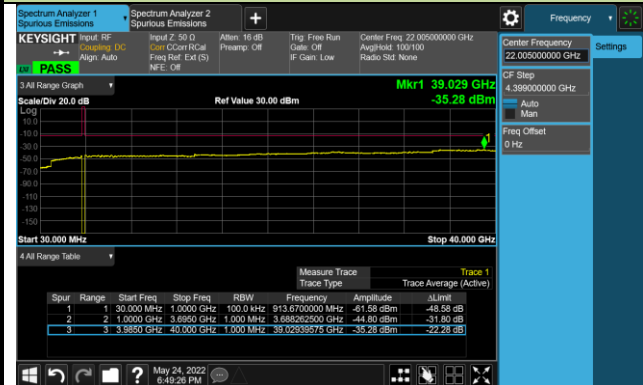 Spectrum Analyzer 1
Spurious Emissions
Spectrum Analyzer 2
Spurious Emissions
Frequency
KEYSIGHT
Input: RF
Coupling: DC
Align: Auto
Input Z: 50 Ω
Corr CCorr RCal
Freq Ref: Ext (S)
NFE: Off
Atten: 16 dB
Preamp: Off
Trig: Free Run
Gate: Off
IF Gain: Low
Center Freq: 22.005000000 GHz
Avg|Hold: 100/100
Radio Std: None
PASS
Center Frequency
22.005000000 GHz
Settings
CF Step
4.399000000 GHz
Auto
Man
Freq Offset
0 Hz
3 All Range Graph
Mkr1 39.029 GHz
Scale/Div 20.0 dB
Ref Value 30.00 dBm
-35.28 dBm
Log
10.0
-10.0
-30.0
-50.0
-70.0
-90.0
-110
-130
-150
1
Start 30.000 MHz
Stop 40.000 GHz
4 All Range Table
Measure Trace Trace 1
Trace Type Trace Average (Active)
Spur Range Start Freq Stop Freq RBW Frequency Amplitude ΔLimit
1 1 30.000 MHz 1.0000 GHz 100.0 kHz 913.6700000 MHz -61.58 dBm -48.58 dB
2 2 1.0000 GHz 3.6950 GHz 1.000 MHz 3.688262500 GHz -44.80 dBm -31.80 dB
3 3 3.9850 GHz 40.000 GHz 1.000 MHz 39.02939575 GHz -35.28 dBm -22.28 dB
May 24, 2022
6:49:26 PM